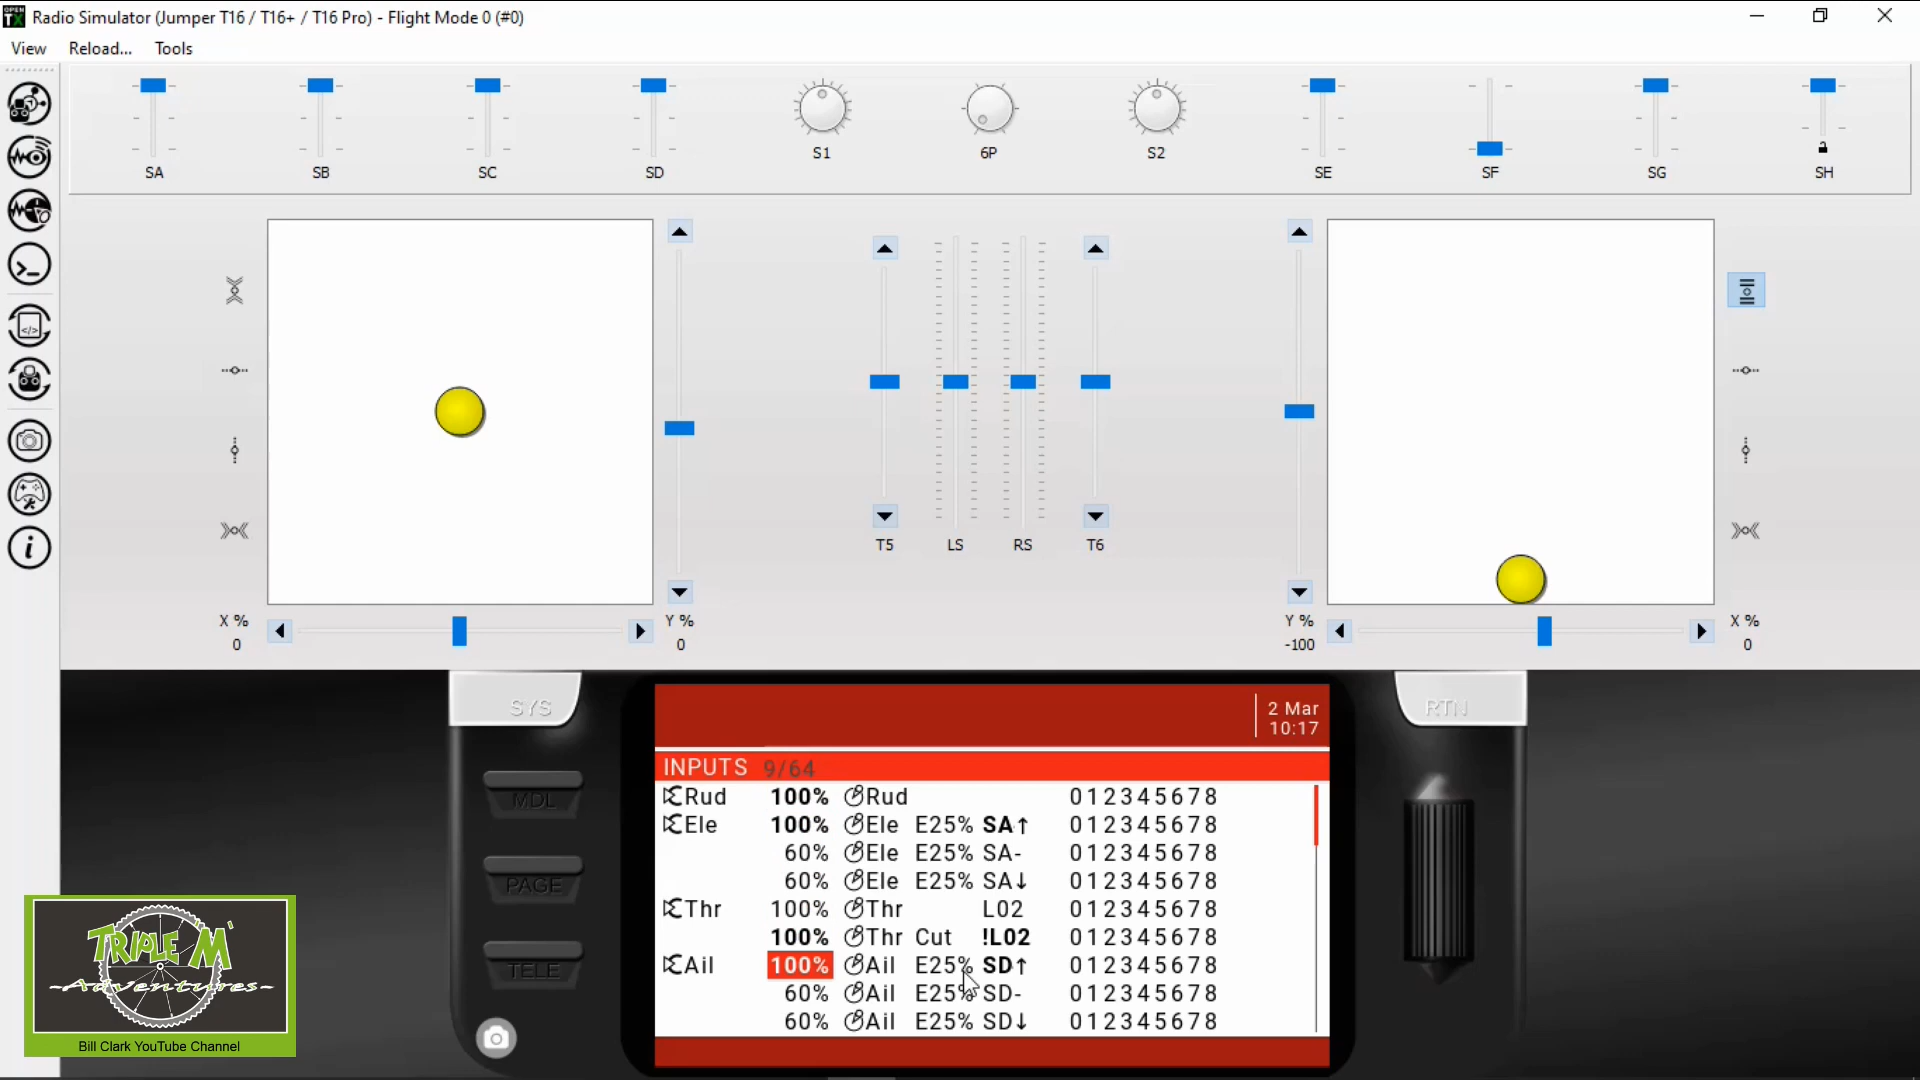 Radio Simulator (Jumper T16 / T16+ / T16 Pro) - Flight Mode 0 (#0)
View Reload... Tools
SA SB SC SD S1 6P S2 SE SF SG SH
T5 LS RS T6
X % Y % Y % X %
0 0 -100 0
SYS RTN
2 Mar
10:17
INPUTS 9/64
Rud 100% Rud 012345678
Ele 100% Ele E25% SA↑ 012345678
60% Ele E25% SA- 012345678
60% Ele E25% SA↓ 012345678
Thr 100% Thr L02 012345678
100% Thr Cut !L02 012345678
Ail 100% Ail E25% SD↑ 012345678
60% Ail E25% SD- 012345678
60% Ail E25% SD↓ 012345678
MDL
PAGE
TELE
TRIPLE M
-Adventures-
Bill Clark YouTube Channel